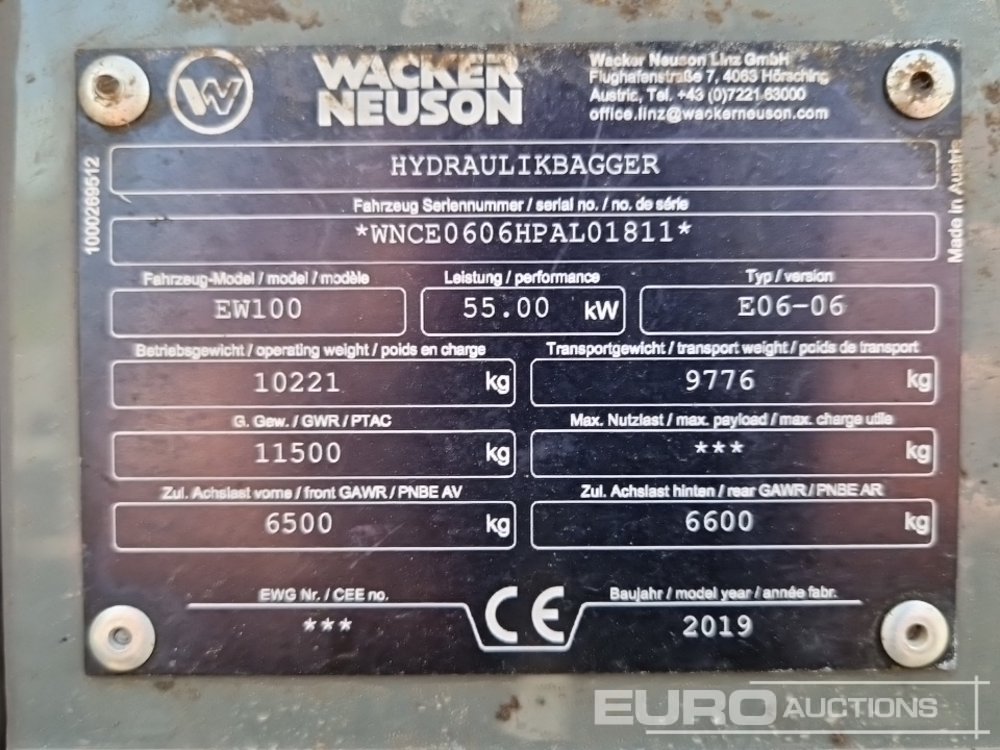 WACKER
NEUSON
Wacker Neuson Linz GmbH
Flughafenstraße 7, 4063 Hörsching
Austria, Tel. +43 (0)7221 63000
office.linz@wackerneuson.com
1000269512
HYDRAULIKBAGGER
Made in Austria
Fahrzeug Seriennummer / serial no. / no. de série
*WNCE0606HPAL01811*
Fahrzeug-Model / model / modèle Leistung / performance Typ / version
EW100 55.00 kW E06-06
Betriebsgewicht / operating weight / poids en charge Transportgewicht / transport weight / poids de transport
10221 kg 9776 kg
G. Gew. / GWR / PTAC Max. Nutzlast / max. payload / max. charge utile
11500 kg *** kg
Zul. Achslast vorne / front GAWR / PNBE AV Zul. Achslast hinten / rear GAWR / PNBE AR
6500 kg 6600 kg
EWG Nr. / CEE no. CE Baujahr / model year / année fabr.
*** 2019
EURO AUCTIONS